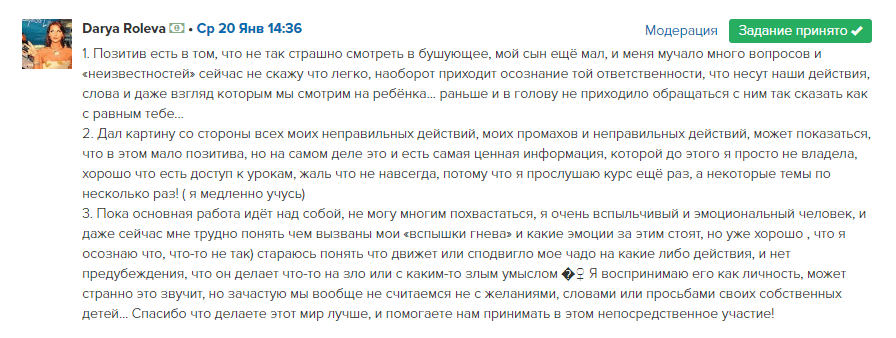 Darya Roleva • Ср 20 Янв 14:36
Модерация
Задание принято ✔
1. Позитив есть в том, что не так страшно смотреть в бушующее, мой сын ещё мал, и меня мучало много вопросов и
«неизвестностей» сейчас не скажу что легко, наоборот приходит осознание той ответственности, что несут наши действия,
слова и даже взгляд которым мы смотрим на ребёнка... раньше и в голову не приходило обращаться с ним так сказать как
с равным тебе...
2. Дал картину со стороны всех моих неправильных действий, моих промахов и неправильных действий, может показаться,
что в этом мало позитива, но на самом деле это и есть самая ценная информация, которой до этого я просто не владела,
хорошо что есть доступ к урокам, жаль что не навсегда, потому что я прослушаю курс ещё раз, а некоторые темы по
несколько раз! ( я медленно учусь)
3. Пока основная работа идёт над собой, не могу многим похвастаться, я очень вспыльчивый и эмоциональный человек, и
даже сейчас мне трудно понять чем вызваны мои «вспышки гнева» и какие эмоции за этим стоят, но уже хорошо , что я
осознаю что, что-то не так) стараюсь понять что движет или сподвигло мое чадо на какие либо действия, и нет
предубеждения, что он делает что-то на зло или с каким-то злым умыслом �♀ Я воспринимаю его как личность, может
странно это звучит, но зачастую мы вообще не считаемся не с желаниями, словами или просьбами своих собственных
детей... Спасибо что делаете этот мир лучше, и помогаете нам принимать в этом непосредственное участие!